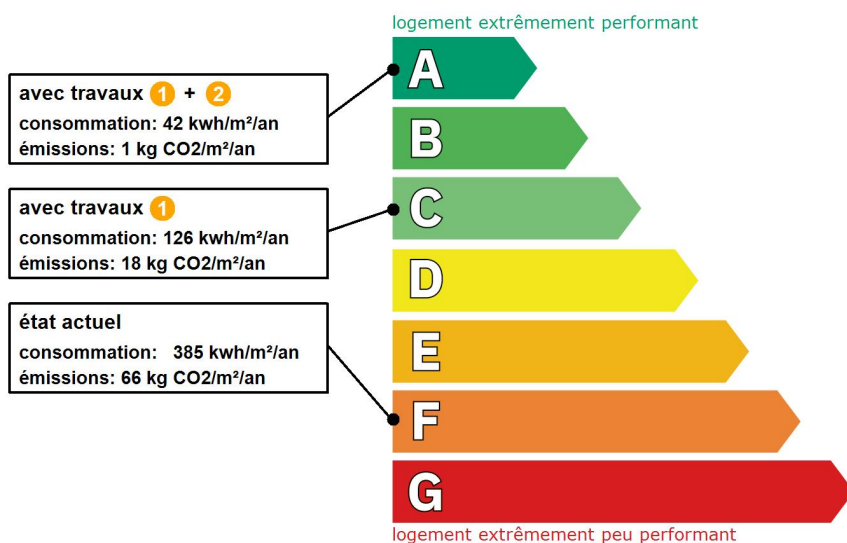 logement extrêmement performant
A
avec travaux 1 + 2
consommation: 42 kwh/m²/an
émissions: 1 kg CO2/m²/an
B
avec travaux 1
consommation: 126 kwh/m²/an
émissions: 18 kg CO2/m²/an
C
D
état actuel
consommation: 385 kwh/m²/an
émissions: 66 kg CO2/m²/an
E
F
G
logement extrêmement peu performant